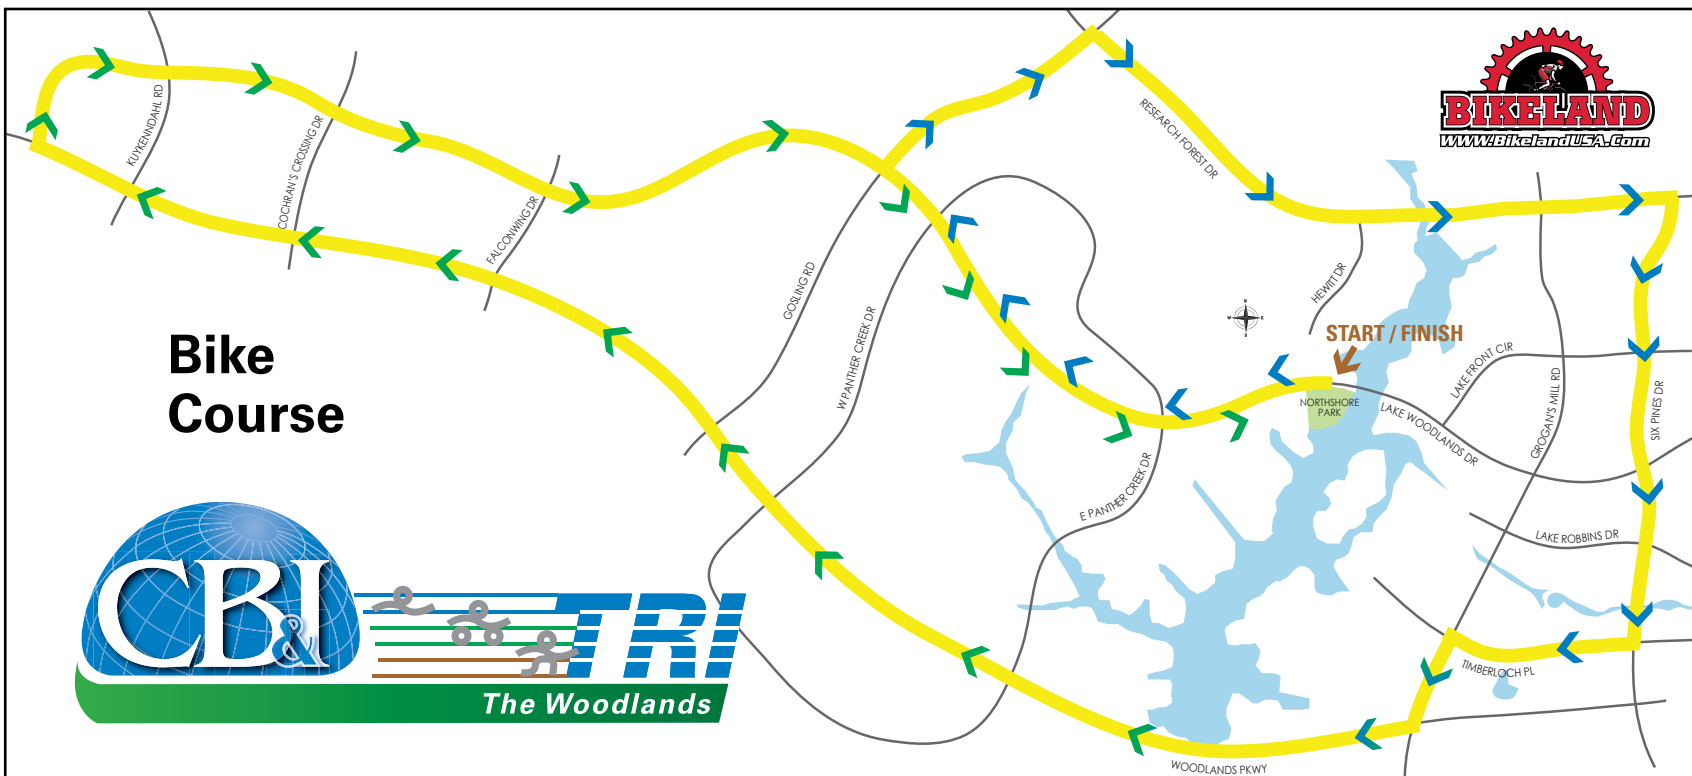 BIKELAND
www.BikelandUSA.Com
KUYKENNDAHL RD
COCHRAN'S CROSSING DR
FALCONWING DR
GOSLING RD
W PANTHER CREEK DR
RESEARCH FOREST DR
HEWITT DR
N
W
E
S
START / FINISH
NORTHSHORE
PARK
LAKE FRONT CIR
LAKE WOODLANDS DR
GROGAN'S MILL RD
SIX PINES DR
E PANTHER CREEK DR
LAKE ROBBINS DR
TIMBERLOCH PL
WOODLANDS PKWY
Bike
Course
CB&I
TRI
The Woodlands